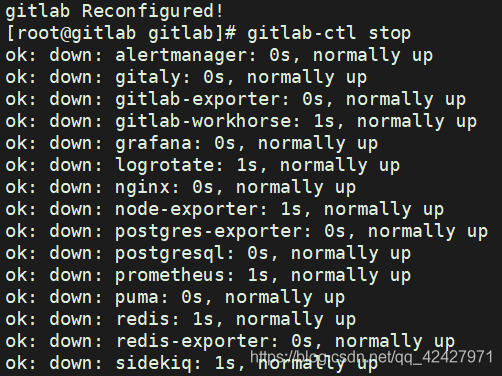 gitlab Reconfigured!
[root@gitlab gitlab]# gitlab-ctl stop
ok: down: alertmanager: 0s, normally up
ok: down: gitaly: 0s, normally up
ok: down: gitlab-exporter: 0s, normally up
ok: down: gitlab-workhorse: 1s, normally up
ok: down: grafana: 0s, normally up
ok: down: logrotate: 1s, normally up
ok: down: nginx: 0s, normally up
ok: down: node-exporter: 1s, normally up
ok: down: postgres-exporter: 0s, normally up
ok: down: postgresql: 0s, normally up
ok: down: prometheus: 1s, normally up
ok: down: puma: 0s, normally up
ok: down: redis: 1s, normally up
ok: down: redis-exporter: 0s, normally up
ok: down: sidekiq: 1s, normally up
https://blog.csdn.net/qq_42427971